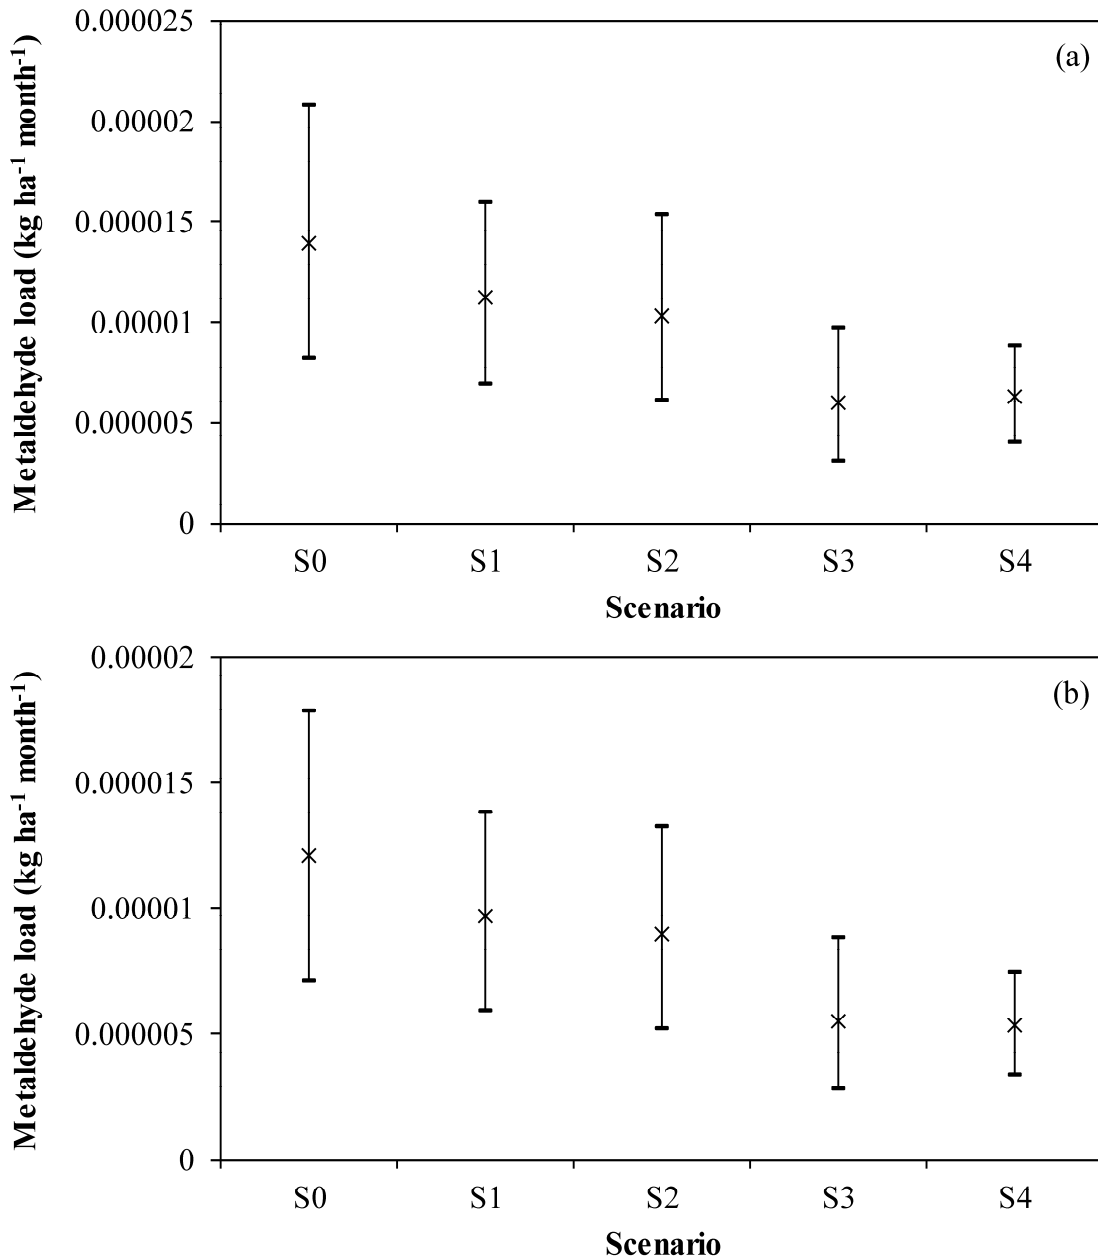 (a)
Metaldehyde load (kg ha⁻¹ month⁻¹)
0.000025
0.00002
0.000015
0.00001
0.000005
0
S0 S1 S2 S3 S4
Scenario
(b)
Metaldehyde load (kg ha⁻¹ month⁻¹)
0.00002
0.000015
0.00001
0.000005
0
S0 S1 S2 S3 S4
Scenario